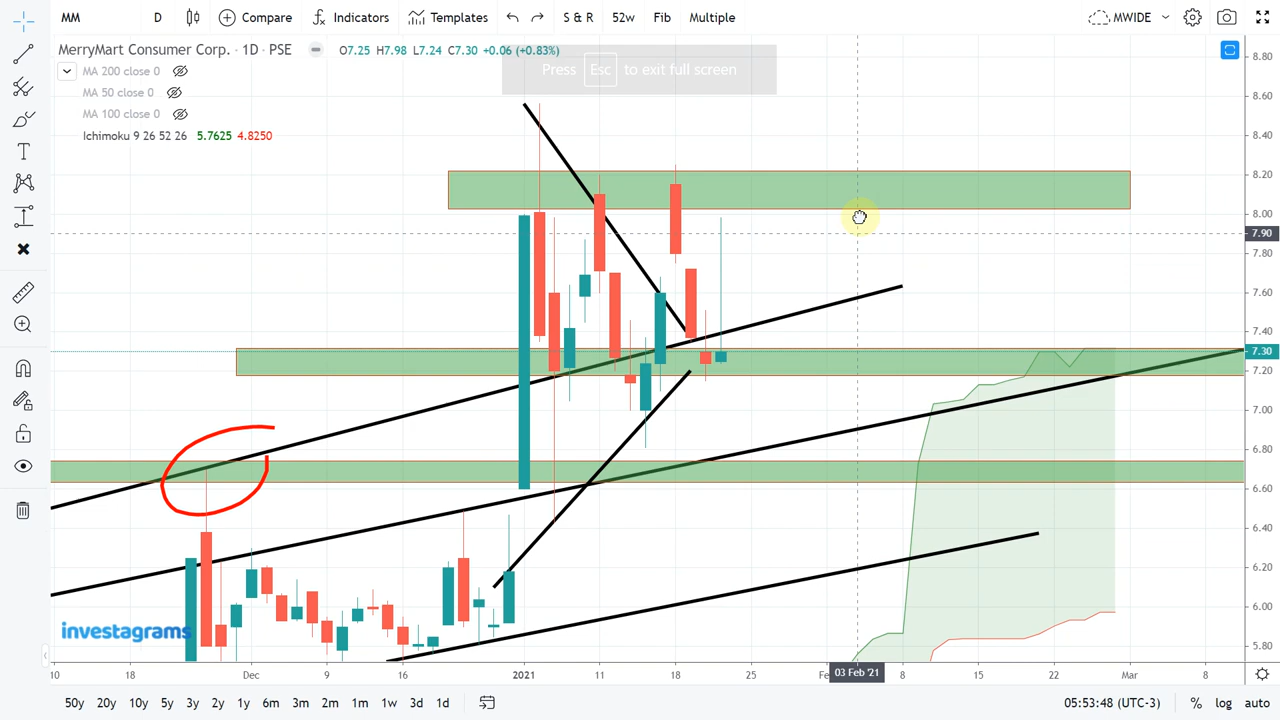 MM D Compare Indicators Templates S & R 52w Fib Multiple MWIDE
MerryMart Consumer Corp. · 1D · PSE O7.25 H7.98 L7.24 C7.30 +0.06 (+0.83%)
Press Esc to exit full screen
MA 200 close 0
MA 50 close 0
MA 100 close 0
Ichimoku 9 26 52 26 5.7625 4.8250
8.80
8.60
8.40
8.20
8.00
7.90
7.80
7.60
7.40
7.30
7.20
7.00
6.80
6.60
6.40
6.20
6.00
5.80
investagrams
10 18 Dec 9 16 2021 11 18 25 Fe 03 Feb '21 8 15 22 Mar 8
50y 20y 10y 5y 3y 2y 1y 6m 3m 2m 1m 1w 3d 1d 05:53:48 (UTC-3) % log auto